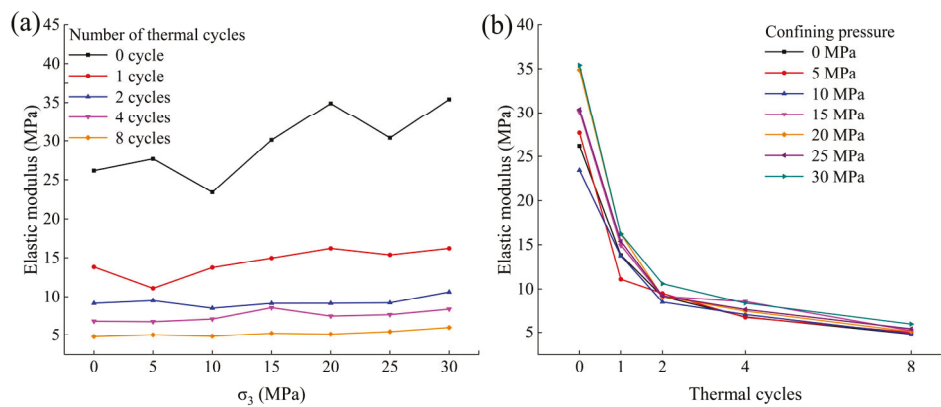 (a)
Number of thermal cycles
0 cycle
1 cycle
2 cycles
4 cycles
8 cycles
Elastic modulus (MPa)
45
40
35
30
25
20
15
10
5
0 5 10 15 20 25 30
σ3 (MPa)
(b)
Confining pressure
0 MPa
5 MPa
10 MPa
15 MPa
20 MPa
25 MPa
30 MPa
Elastic modulus (MPa)
40
35
30
25
20
15
10
5
0 1 2 4 8
Thermal cycles